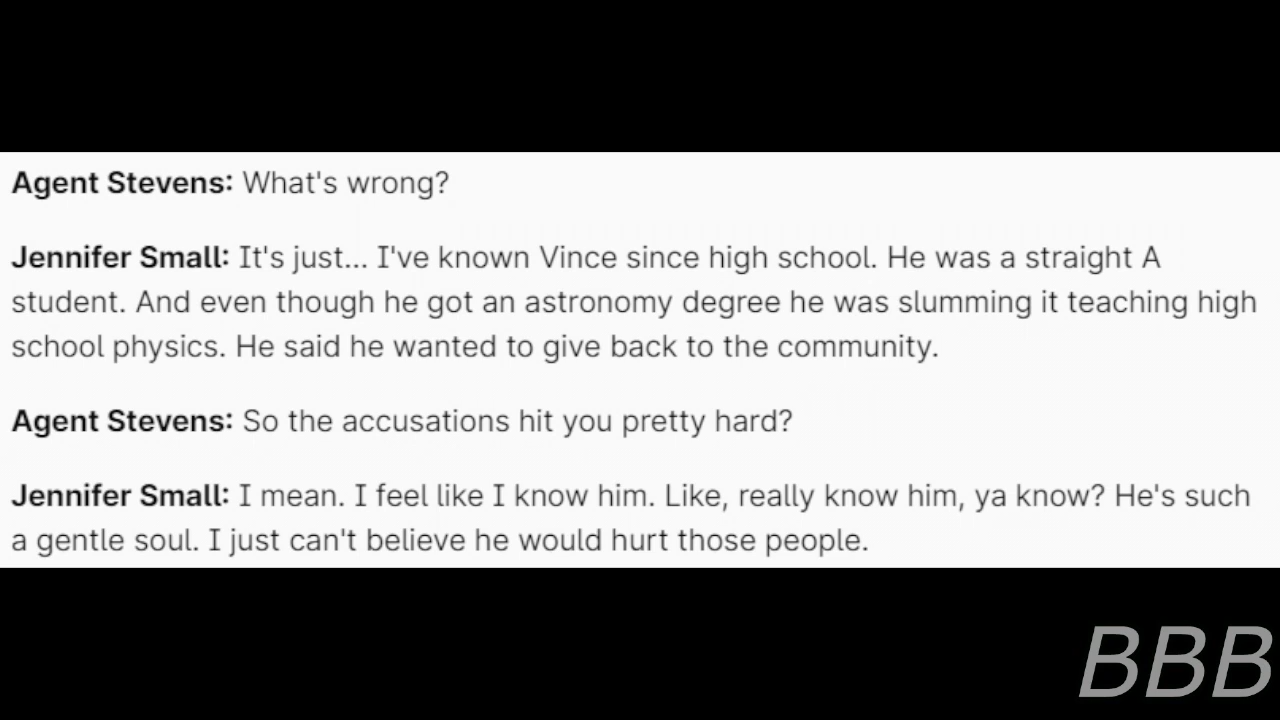 Agent Stevens: What's wrong?
Jennifer Small: It's just... I've known Vince since high school. He was a straight A
student. And even though he got an astronomy degree he was slumming it teaching high
school physics. He said he wanted to give back to the community.
Agent Stevens: So the accusations hit you pretty hard?
Jennifer Small: I mean. I feel like I know him. Like, really know him, ya know? He's such
a gentle soul. I just can't believe he would hurt those people.
BBB